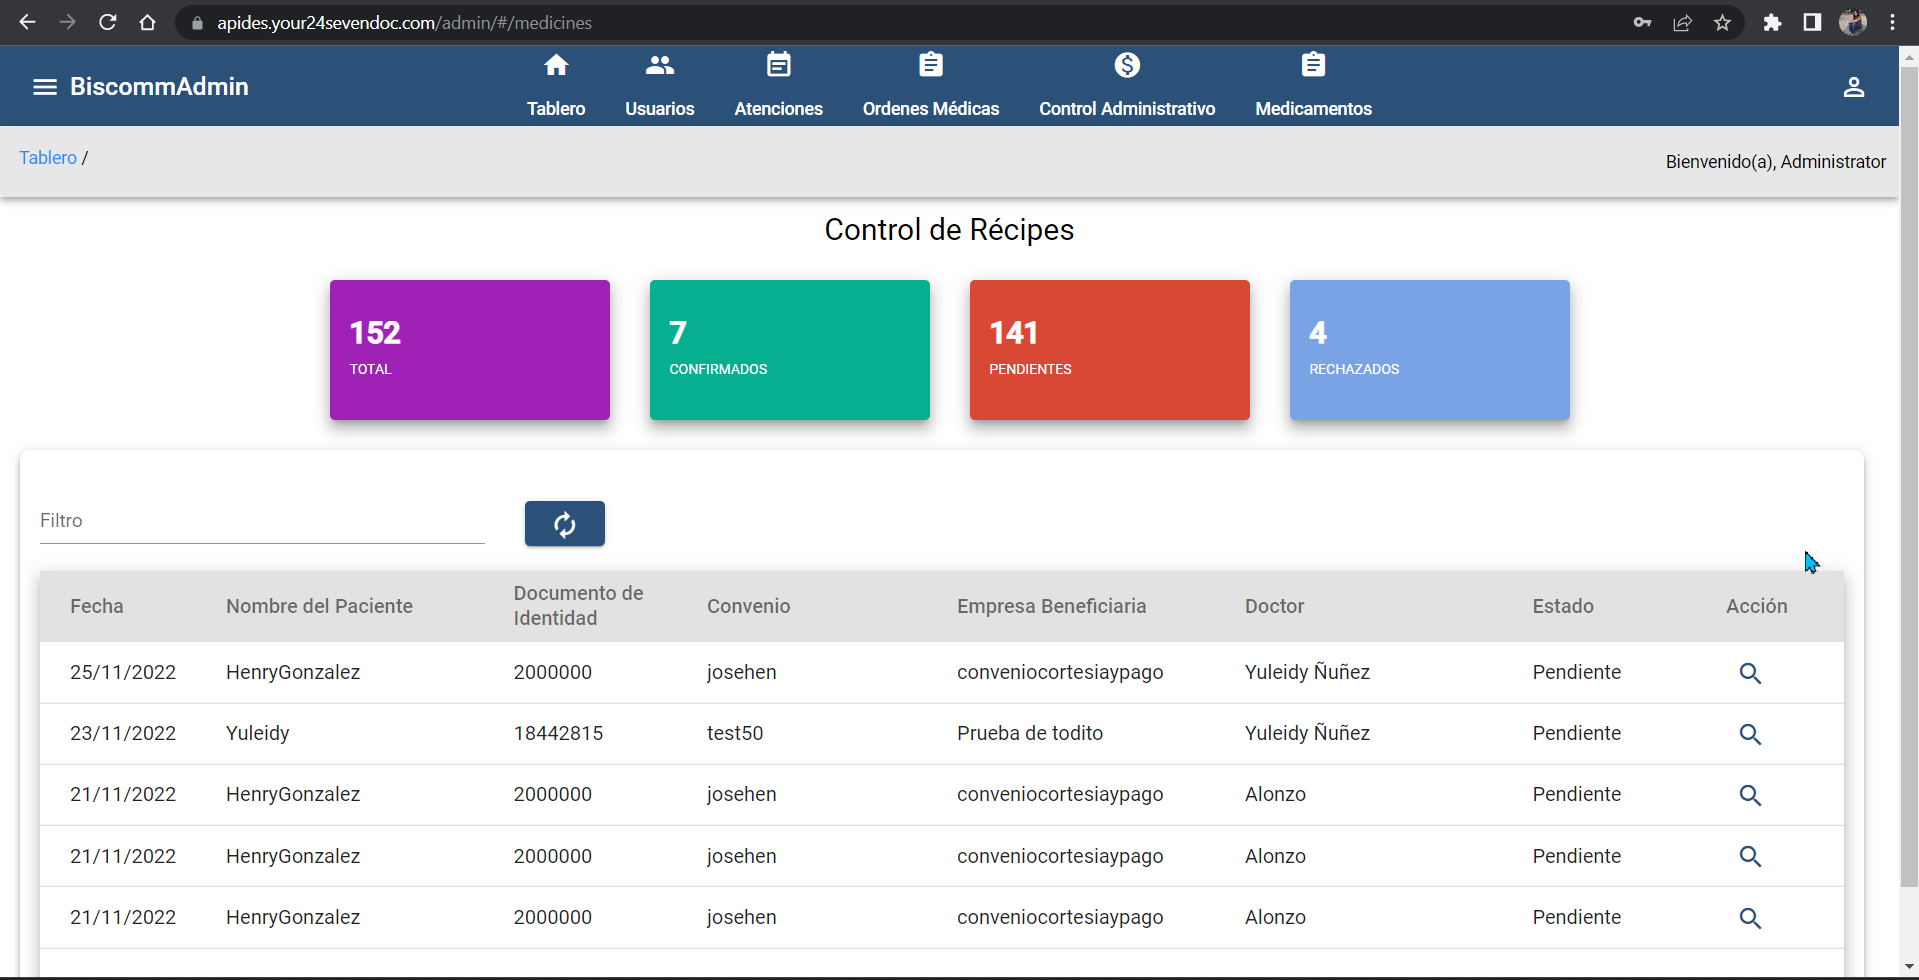 apides.your24sevendoc.com/admin/#/medicines
BiscommAdmin
Tablero
Usuarios
Atenciones
Ordenes Médicas
Control Administrativo
Medicamentos
Tablero /
Bienvenido(a), Administrator
Control de Récipes
152
TOTAL
7
CONFIRMADOS
141
PENDIENTES
4
RECHAZADOS
Filtro
Fecha Nombre del Paciente Documento de Identidad Convenio Empresa Beneficiaria Doctor Estado Acción
25/11/2022 HenryGonzalez 2000000 josehen conveniocortesiaypago Yuleidy Ñuñez Pendiente
23/11/2022 Yuleidy 18442815 test50 Prueba de todito Yuleidy Ñuñez Pendiente
21/11/2022 HenryGonzalez 2000000 josehen conveniocortesiaypago Alonzo Pendiente
21/11/2022 HenryGonzalez 2000000 josehen conveniocortesiaypago Alonzo Pendiente
21/11/2022 HenryGonzalez 2000000 josehen conveniocortesiaypago Alonzo Pendiente